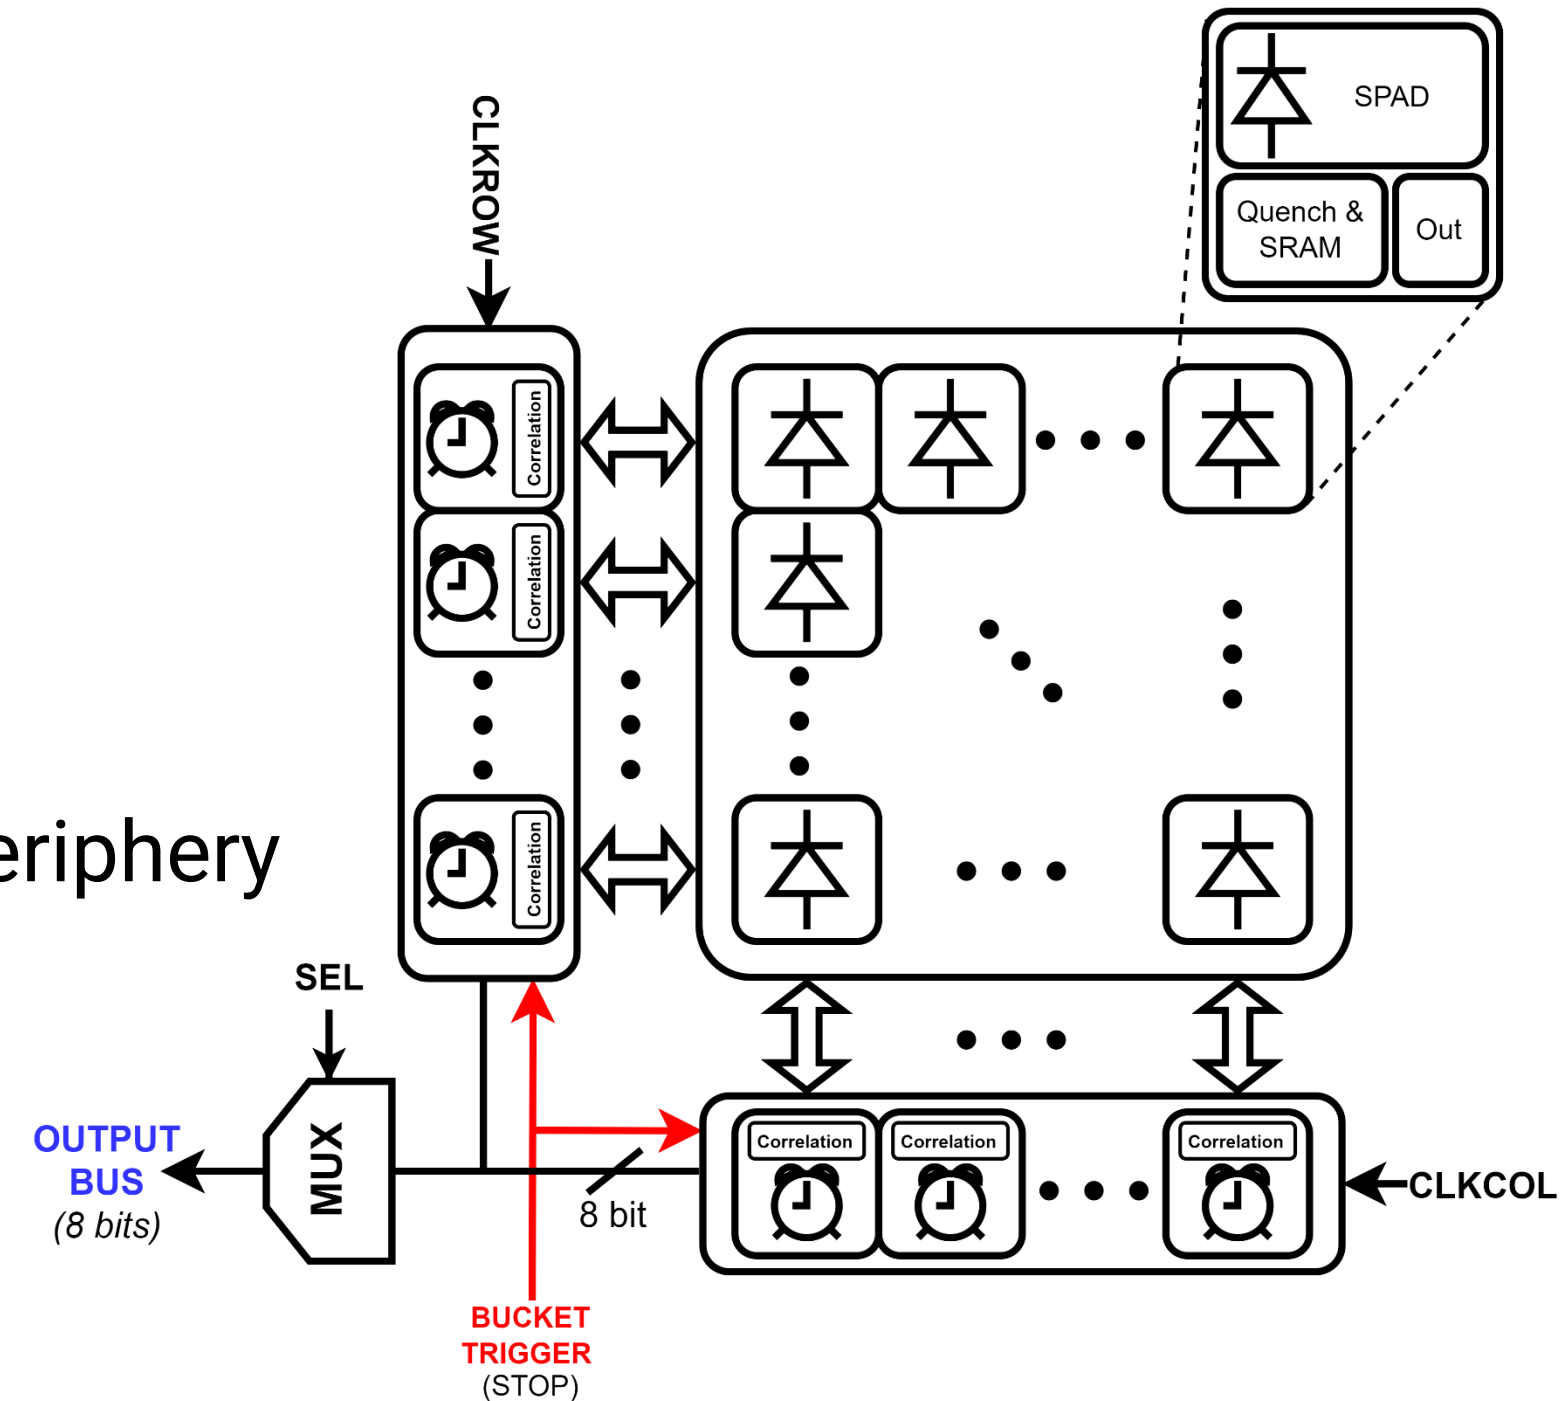 SPAD
Quench &
SRAM
Out
CLKROW
Correlation
Correlation
Correlation
eriphery
SEL
MUX
OUTPUT
BUS
(8 bits)
8 bit
Correlation
Correlation
Correlation
CLKCOL
BUCKET
TRIGGER
(STOP)